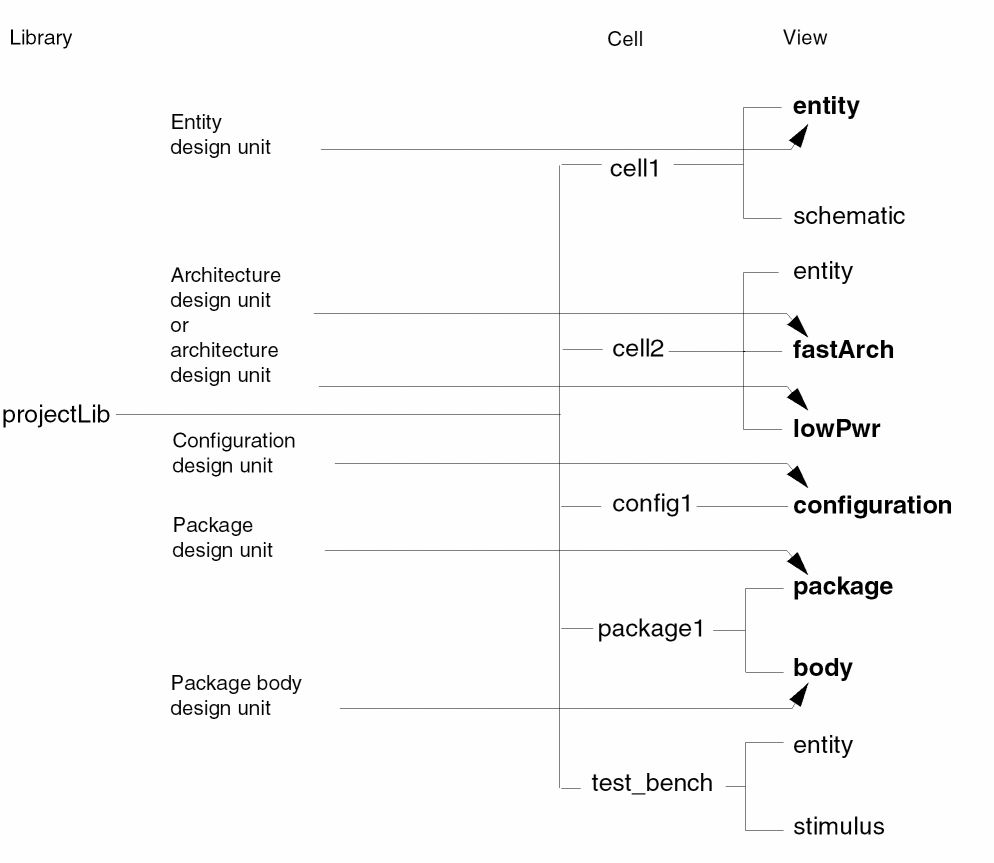 Library
Cell
View
entity
Entity
design unit
cell1
schematic
Architecture
design unit
or
architecture
design unit
entity
cell2
fastArch
lowPwr
projectLib
Configuration
design unit
config1
configuration
Package
design unit
package
package1
body
Package body
design unit
entity
test_bench
stimulus